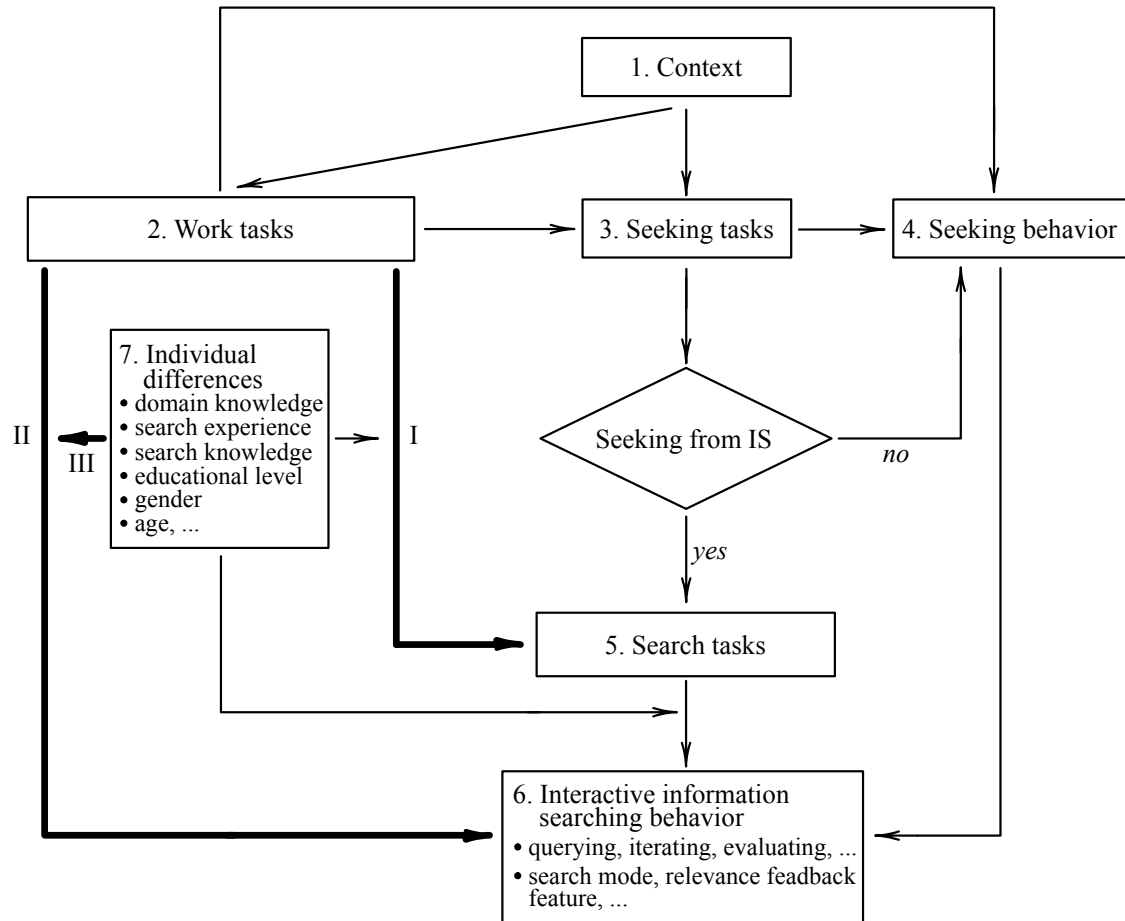 1. Context
2. Work tasks
3. Seeking tasks
4. Seeking behavior
7. Individual
differences
• domain knowledge
• search experience
• search knowledge
• educational level
• gender
• age, ...
II
III
I
Seeking from IS
no
yes
5. Search tasks
6. Interactive information
searching behavior
• querying, iterating, evaluating, ...
• search mode, relevance feadback
feature, ...